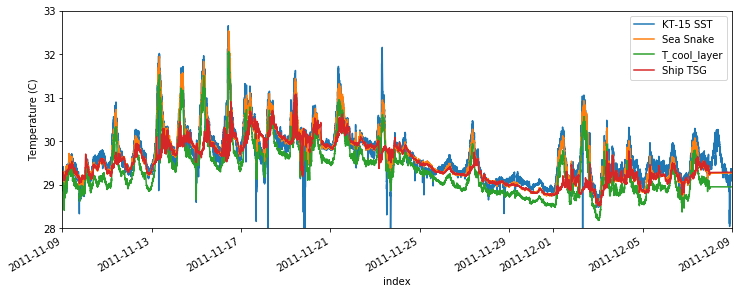 33
32
31
30
29
28
Temperature (C)
KT-15 SST
Sea Snake
T_cool_layer
Ship TSG
2011-11-09
2011-11-13
2011-11-17
2011-11-21
2011-11-25
2011-11-29
2011-12-01
2011-12-05
2011-12-09
index